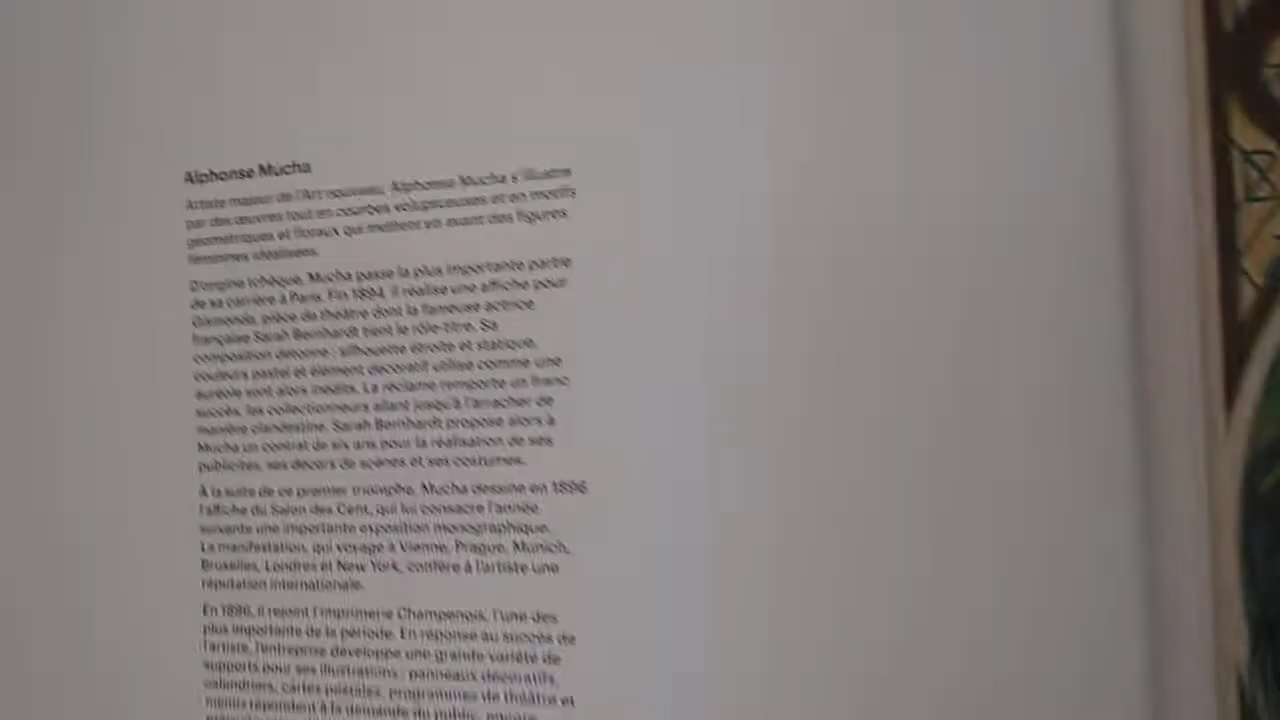 Alphonse Mucha
Artiste majeur de l'Art nouveau, Alphonse Mucha s'illustre
par des œuvres tout en courbes voluptueuses et en motifs
géométriques et floraux qui mettent en avant des figures
féminines idéalisées.
D'origine tchèque, Mucha passe la plus importante partie
de sa carrière à Paris. Fin 1894, il réalise une affiche pour
Gismonda, pièce de théâtre dont la fameuse actrice
française Sarah Bernhardt tient le rôle-titre. Sa
composition détonne : silhouette étroite et statique,
couleurs pastel et élément décoratif utilisé comme une
auréole sont alors inédits. La réclame remporte un franc
succès, les collectionneurs allant jusqu'à l'arracher de
manière clandestine. Sarah Bernhardt propose alors à
Mucha un contrat de six ans pour la réalisation de ses
publicités, ses décors de scènes et ses costumes.
À la suite de ce premier triomphe, Mucha dessine en 1896
l'affiche du Salon des Cent, qui lui consacre l'année
suivante une importante exposition monographique.
La manifestation, qui voyage à Vienne, Prague, Munich,
Bruxelles, Londres et New York, confère à l'artiste une
réputation internationale.
En 1896, il rejoint l'imprimerie Champenois, l'une des
plus importante de la période. En réponse au succès de
l'artiste, l'entreprise développe une grande variété de
supports pour ses illustrations : panneaux décoratifs,
calendriers, cartes postales, programmes de théâtre et
menus répondent à la demande du public